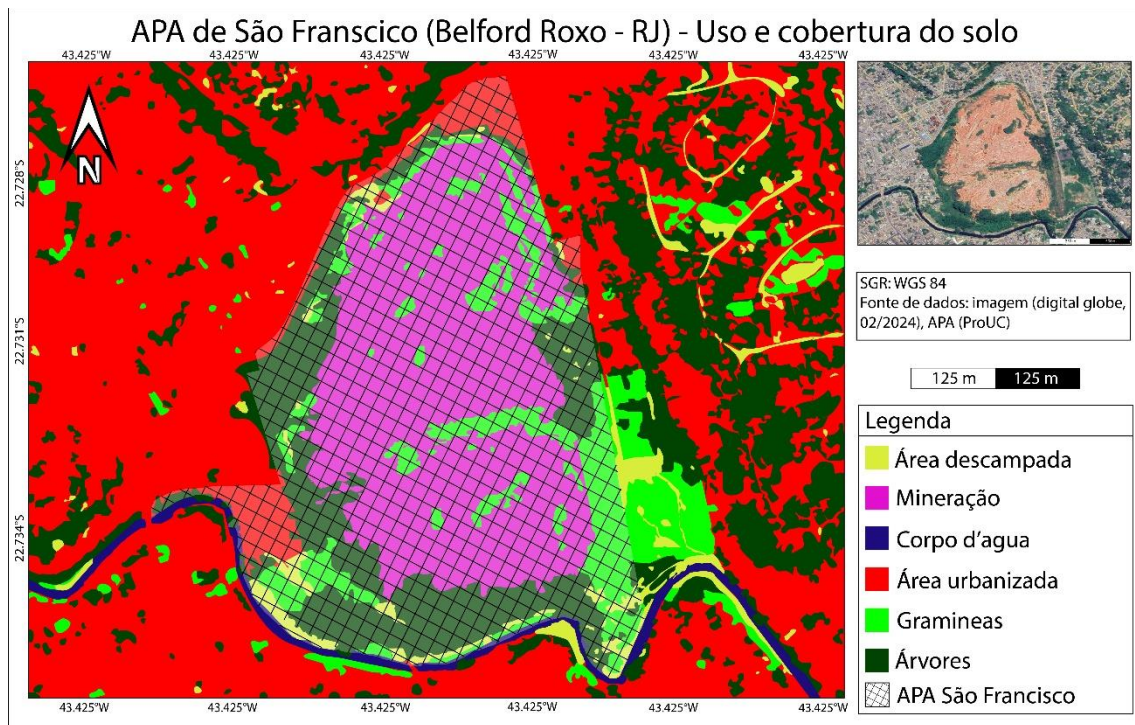 APA de São Franscico (Belford Roxo - RJ) - Uso e cobertura do solo
43.425°W 43.425°W 43.425°W 43.425°W 43.425°W 43.425°W
N
22.728°S
22.731°S
22.734°S
43.425°W 43.425°W 43.425°W 43.425°W 43.425°W 43.425°W
SGR: WGS 84
Fonte de dados: imagem (digital globe,
02/2024), APA (ProUC)
125 m 125 m
Legenda
Área descampada
Mineração
Corpo d'agua
Área urbanizada
Gramineas
Árvores
APA São Francisco